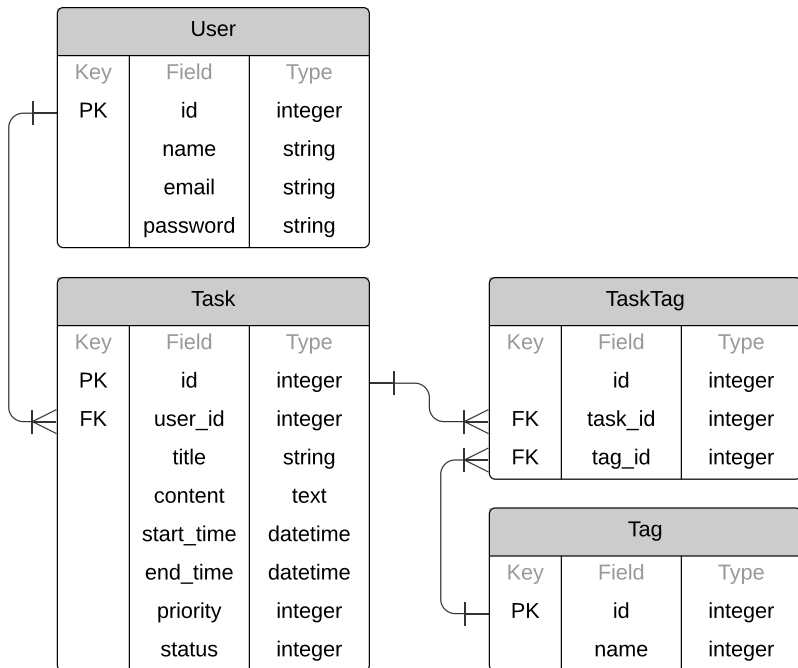 User
Key Field Type
PK id integer
name string
email string
password string
Task
Key Field Type
PK id integer
FK user_id integer
title string
content text
start_time datetime
end_time datetime
priority integer
status integer
TaskTag
Key Field Type
id integer
FK task_id integer
FK tag_id integer
Tag
Key Field Type
PK id integer
name integer